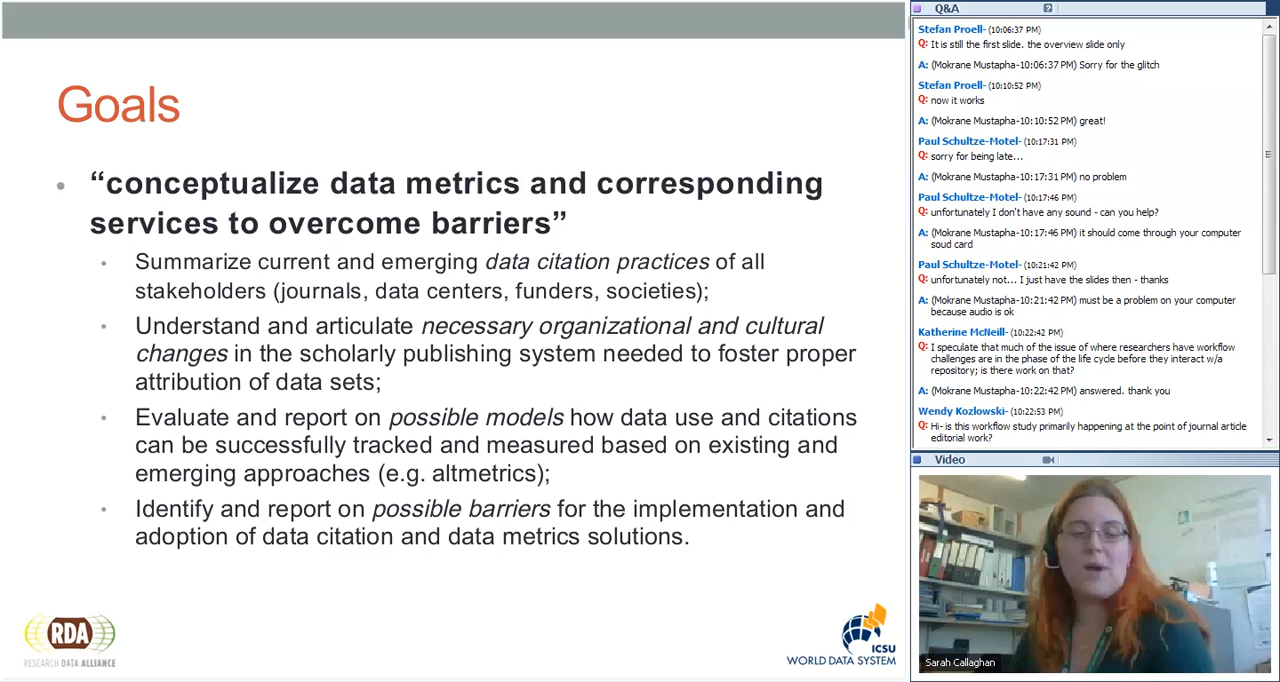 Goals
• “conceptualize data metrics and corresponding
services to overcome barriers”
• Summarize current and emerging data citation practices of all
stakeholders (journals, data centers, funders, societies);
• Understand and articulate necessary organizational and cultural
changes in the scholarly publishing system needed to foster proper
attribution of data sets;
• Evaluate and report on possible models how data use and citations
can be successfully tracked and measured based on existing and
emerging approaches (e.g. altmetrics);
• Identify and report on possible barriers for the implementation and
adoption of data citation and data metrics solutions.
RDA
RESEARCH DATA ALLIANCE
ICSU
WORLD DATA SYSTEM
Q&A
?
Stefan Proell- (10:06:37 PM)
Q: It is still the first slide. the overview slide only
A: (Mokrane Mustapha-10:06:37 PM) Sorry for the glitch
Stefan Proell- (10:10:52 PM)
Q: now it works
A: (Mokrane Mustapha-10:10:52 PM) great!
Paul Schultze-Motel- (10:17:31 PM)
Q: sorry for being late...
A: (Mokrane Mustapha-10:17:31 PM) no problem
Paul Schultze-Motel- (10:17:46 PM)
Q: unfortunately I don't have any sound - can you help?
A: (Mokrane Mustapha-10:17:46 PM) it should come through your computer
soud card
Paul Schultze-Motel- (10:21:42 PM)
Q: unfortunately not... I just have the slides then - thanks
A: (Mokrane Mustapha-10:21:42 PM) must be a problem on your computer
because audio is ok
Katherine McNeill- (10:22:42 PM)
Q: I speculate that much of the issue of where researchers have workflow
challenges are in the phase of the life cycle before they interact w/a
repository; is there work on that?
A: (Mokrane Mustapha-10:22:42 PM) answered. thank you
Wendy Kozlowski- (10:22:53 PM)
Q: Hi- is this workflow study primarily happening at the point of journal article
editorial work?
Video
Sarah Callaghan